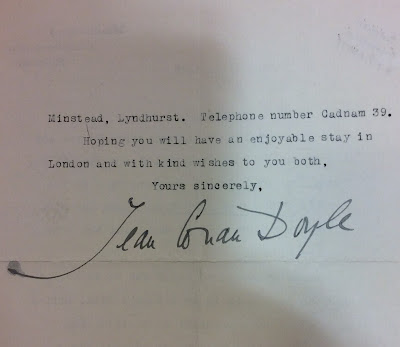 Minstead, Lyndhurst. Telephone number Cadnam 39.
Hoping you will have an enjoyable stay in
London and with kind wishes to you both,
Yours sincerely,
Jean Conan Doyle